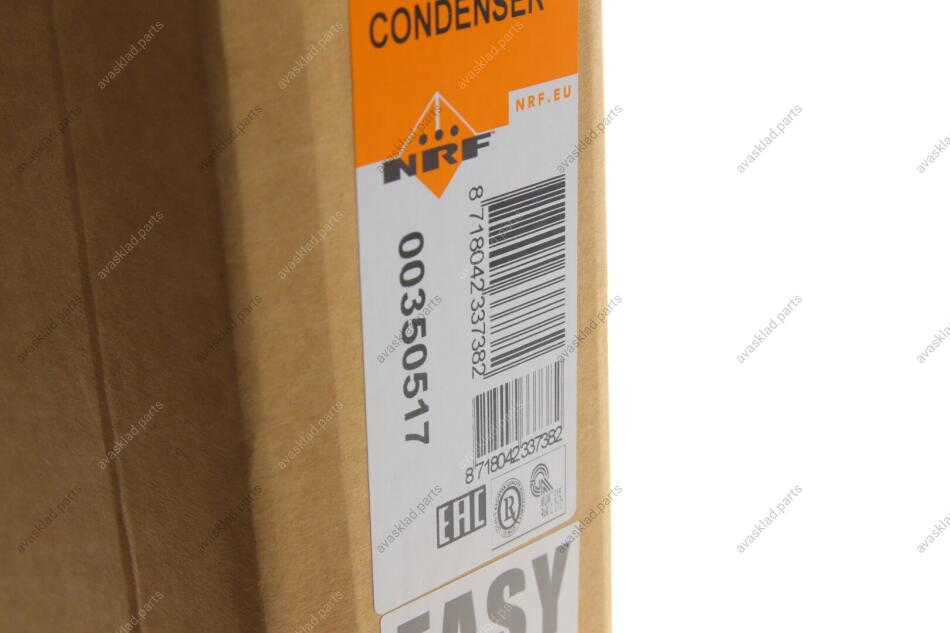 CONDENSER
NRF.EU
NRF
00350517
8 718042 337382
8 718042 337382
EAC
R
EASY
avasklad.parts